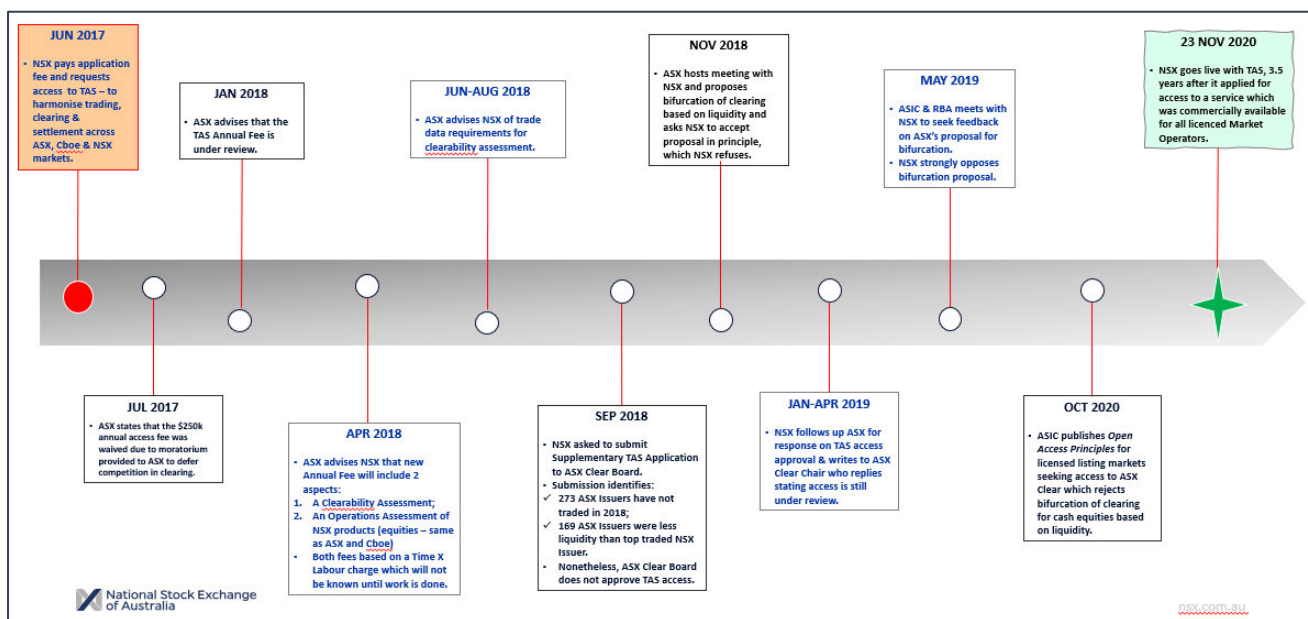 JUN 2017
• NSX pays application
fee and requests
access to TAS – to
harmonise trading,
clearing &
settlement across
ASX, Cboe & NSX
markets.
JUL 2017
• ASX states that the $250k
annual access fee was
waived due to moratorium
provided to ASX to defer
competition in clearing.
JAN 2018
• ASX advises that the
TAS Annual Fee is
under review.
APR 2018
• ASX advises NSX that new
Annual Fee will include 2
aspects:
1. A Clearability Assessment;
2. An Operations Assessment of
NSX products (equities – same
as ASX and Cboe)
• Both fees based on a Time X
Labour charge which will not
be known until work is done.
JUN-AUG 2018
• ASX advises NSX of trade
data requirements for
clearability assessment.
SEP 2018
• NSX asked to submit
Supplementary TAS Application
to ASX Clear Board.
• Submission identifies:
✓ 273 ASX Issuers have not
traded in 2018;
✓ 169 ASX Issuers were less
liquidity than top traded NSX
Issuer.
• Nonetheless, ASX Clear Board
does not approve TAS access.
NOV 2018
• ASX hosts meeting with
NSX and proposes
bifurcation of clearing
based on liquidity and
asks NSX to accept
proposal in principle,
which NSX refuses.
JAN-APR 2019
• NSX follows up ASX for
response on TAS access
approval & writes to ASX
Clear Chair who replies
stating access is still
under review.
MAY 2019
• ASIC & RBA meets with
NSX to seek feedback
on ASX's proposal for
bifurcation.
• NSX strongly opposes
bifurcation proposal.
OCT 2020
• ASIC publishes Open
Access Principles for
licensed listing markets
seeking access to ASX
Clear which rejects
bifurcation of clearing
for cash equities based
on liquidity.
23 NOV 2020
• NSX goes live with TAS, 3.5
years after it applied for
access to a service which
was commercially available
for all licenced Market
Operators.
National Stock Exchange
of Australia
nsx.com.au